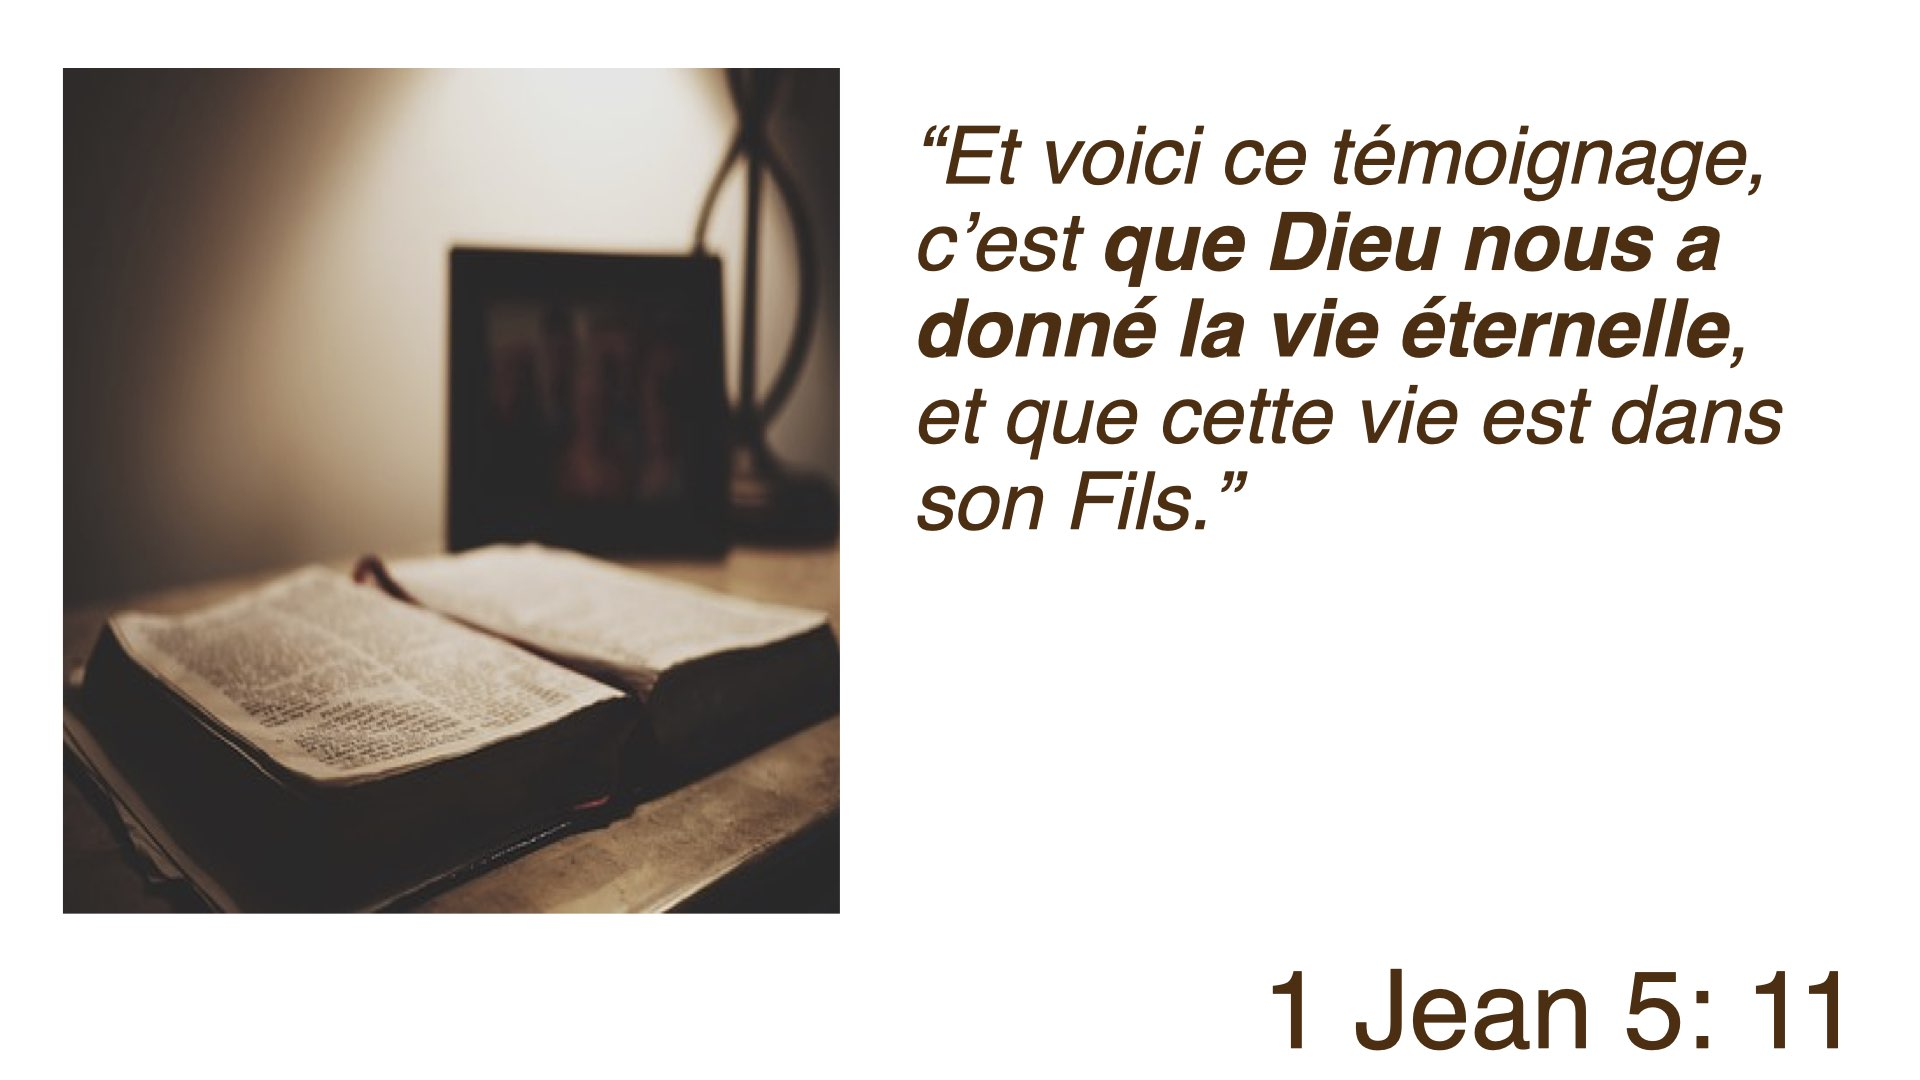 “Et voici ce témoignage,
c’est que Dieu nous a
donné la vie éternelle,
et que cette vie est dans
son Fils.”
1 Jean 5: 11